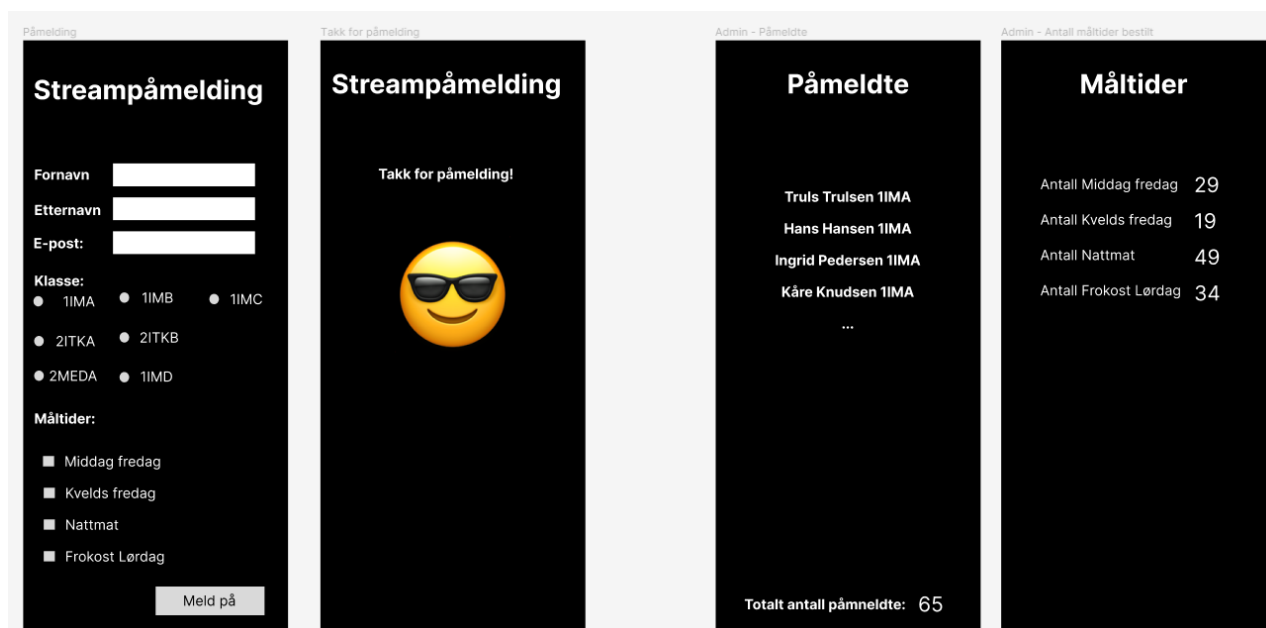 Påmelding
Streampåmelding
Fornavn
Etternavn
E-post:
Klasse:
1IMA 1IMB 1IMC
2ITKA 2ITKB
2MEDA 1IMD
Måltider:
Middag fredag
Kvelds fredag
Nattmat
Frokost Lørdag
Meld på
Takk for påmelding
Streampåmelding
Takk for påmelding!
Admin - Påmeldte
Påmeldte
Truls Trulsen 1IMA
Hans Hansen 1IMA
Ingrid Pedersen 1IMA
Kåre Knudsen 1IMA
...
Totalt antall påmneldte: 65
Admin - Antall måltider bestilt
Måltider
Antall Middag fredag 29
Antall Kvelds fredag 19
Antall Nattmat 49
Antall Frokost Lørdag 34